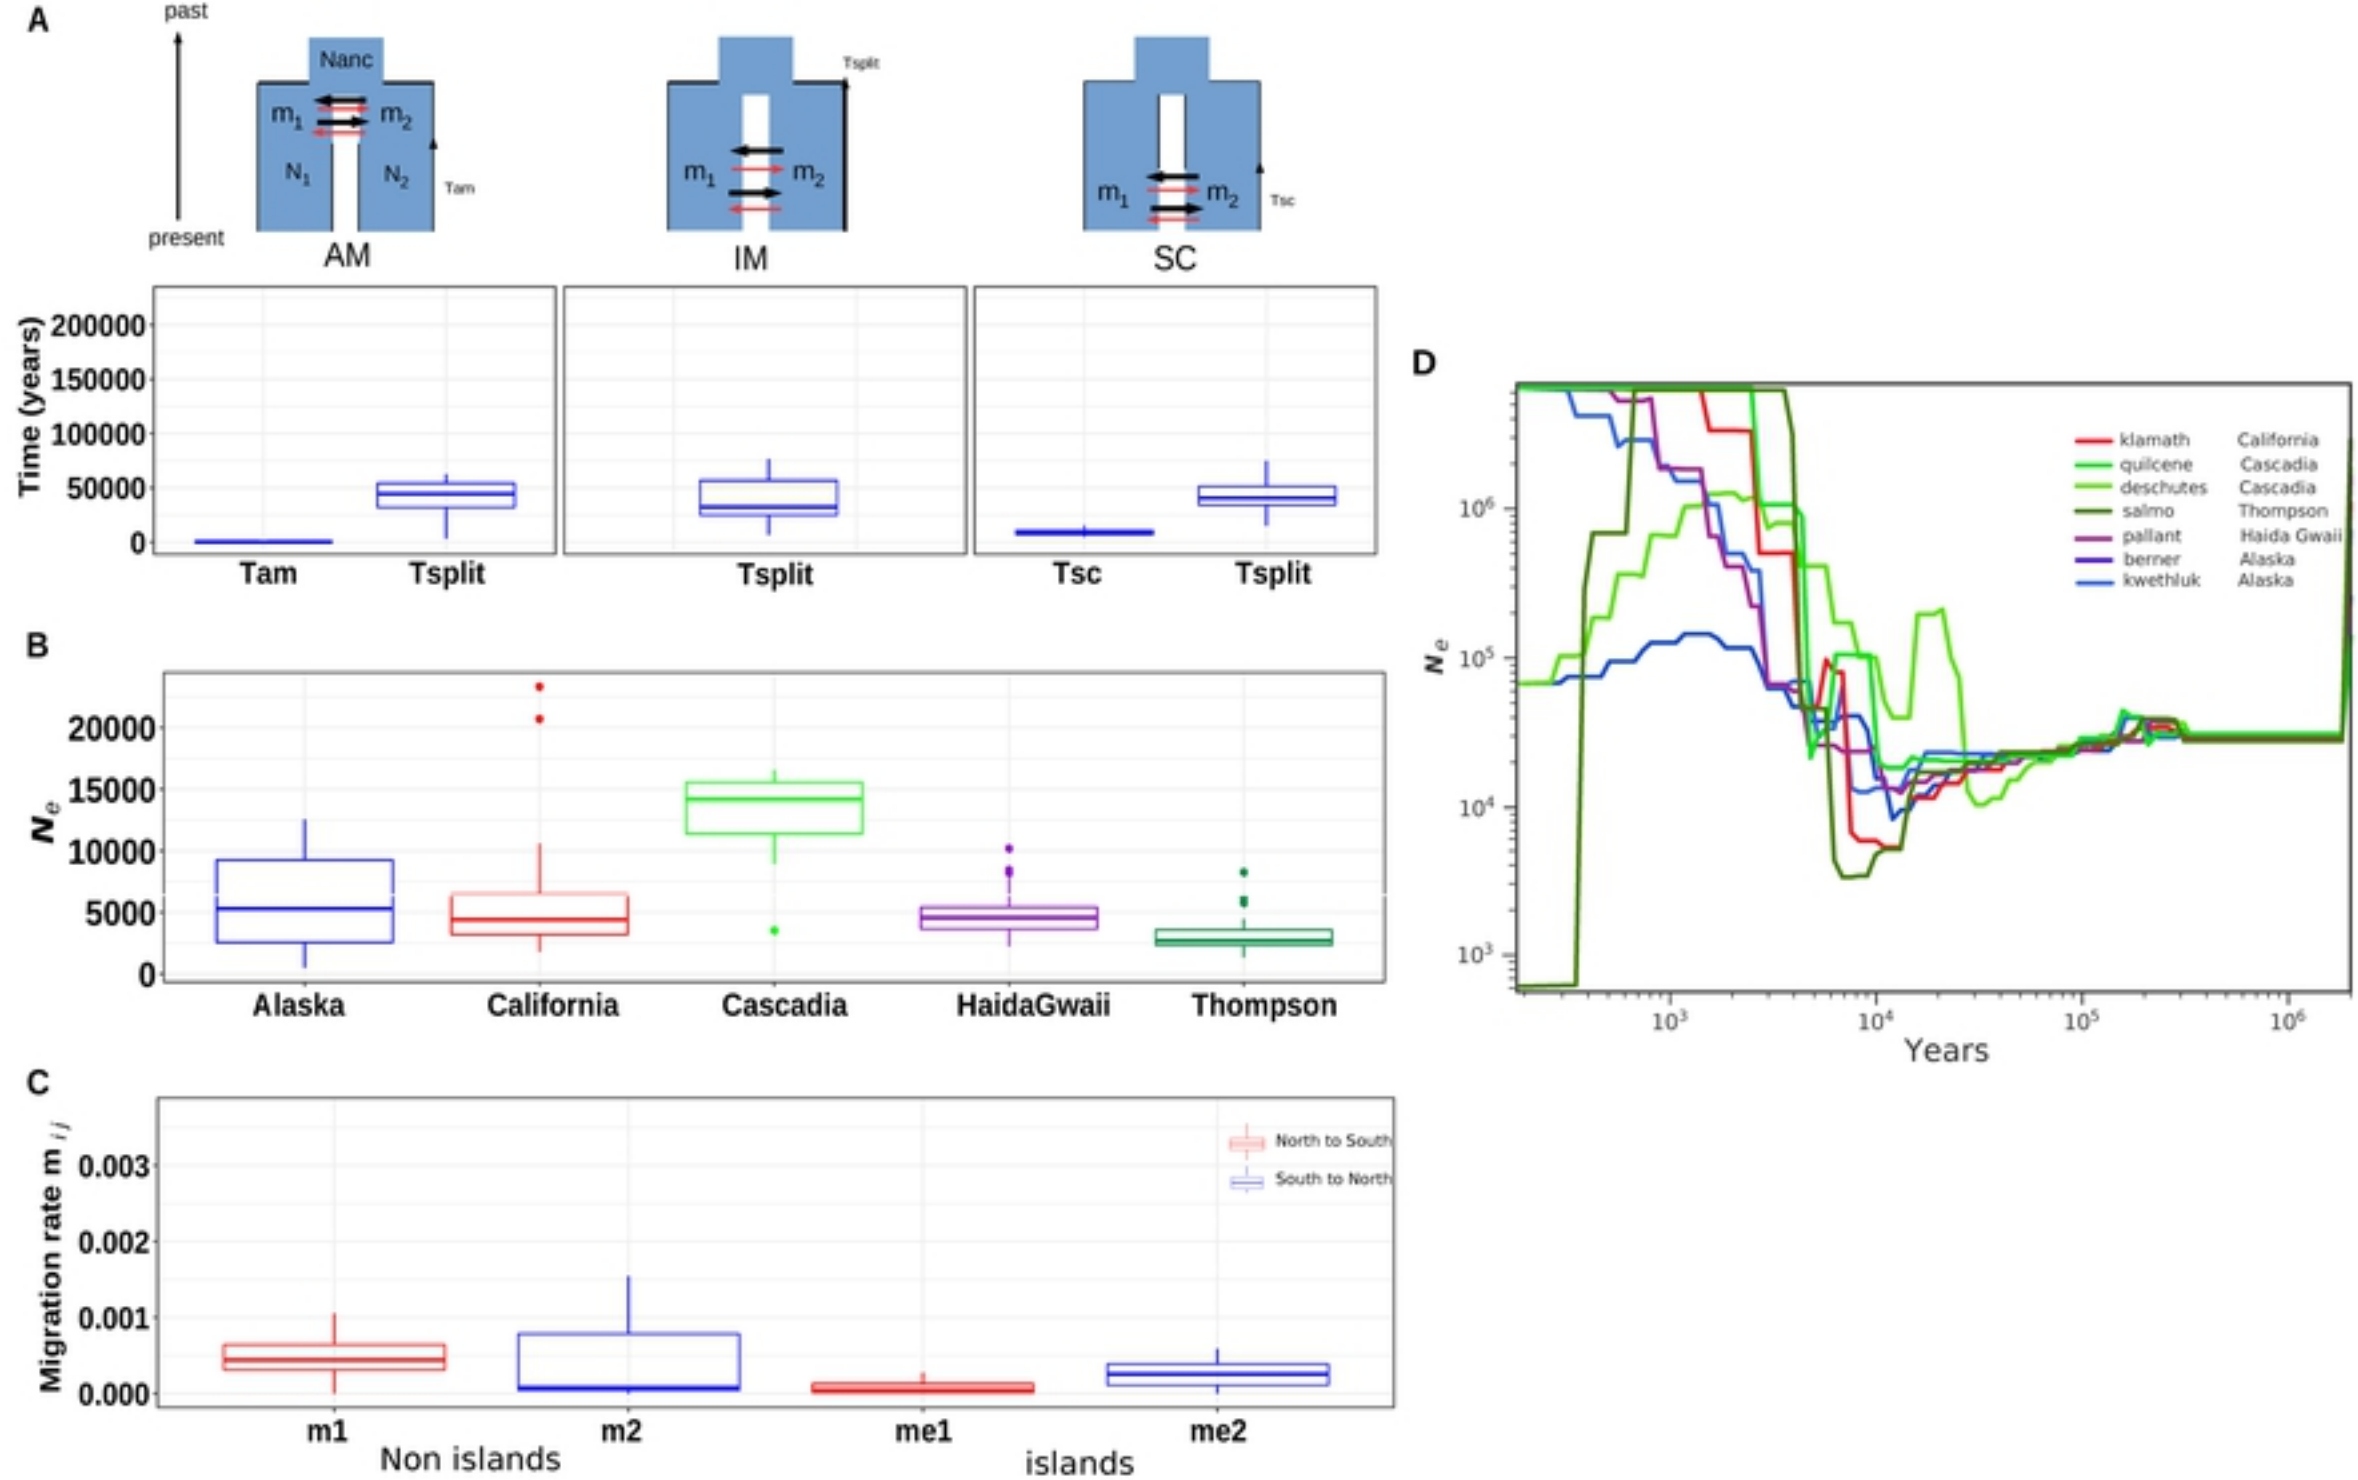 A
past
present
Nanc
m1 m2
N1 N2
Tam
AM
Tsplit
m1 m2
IM
m1 m2
Tsc
SC
Time (years)
200000
150000
100000
50000
0
Tam Tsplit
Tsplit
Tsc Tsplit
B
Ne
20000
15000
10000
5000
0
Alaska California Cascadia HaidaGwaii Thompson
C
Migration rate m ij
0.003
0.002
0.001
0.000
North to South
South to North
m1 m2 me1 me2
Non islands islands
D
Ne
10^6
10^5
10^4
10^3
klamath California
quilcene Cascadia
deschutes Cascadia
salmo Thompson
pallant Haida Gwaii
berner Alaska
kwethluk Alaska
10^3 10^4 10^5 10^6
Years